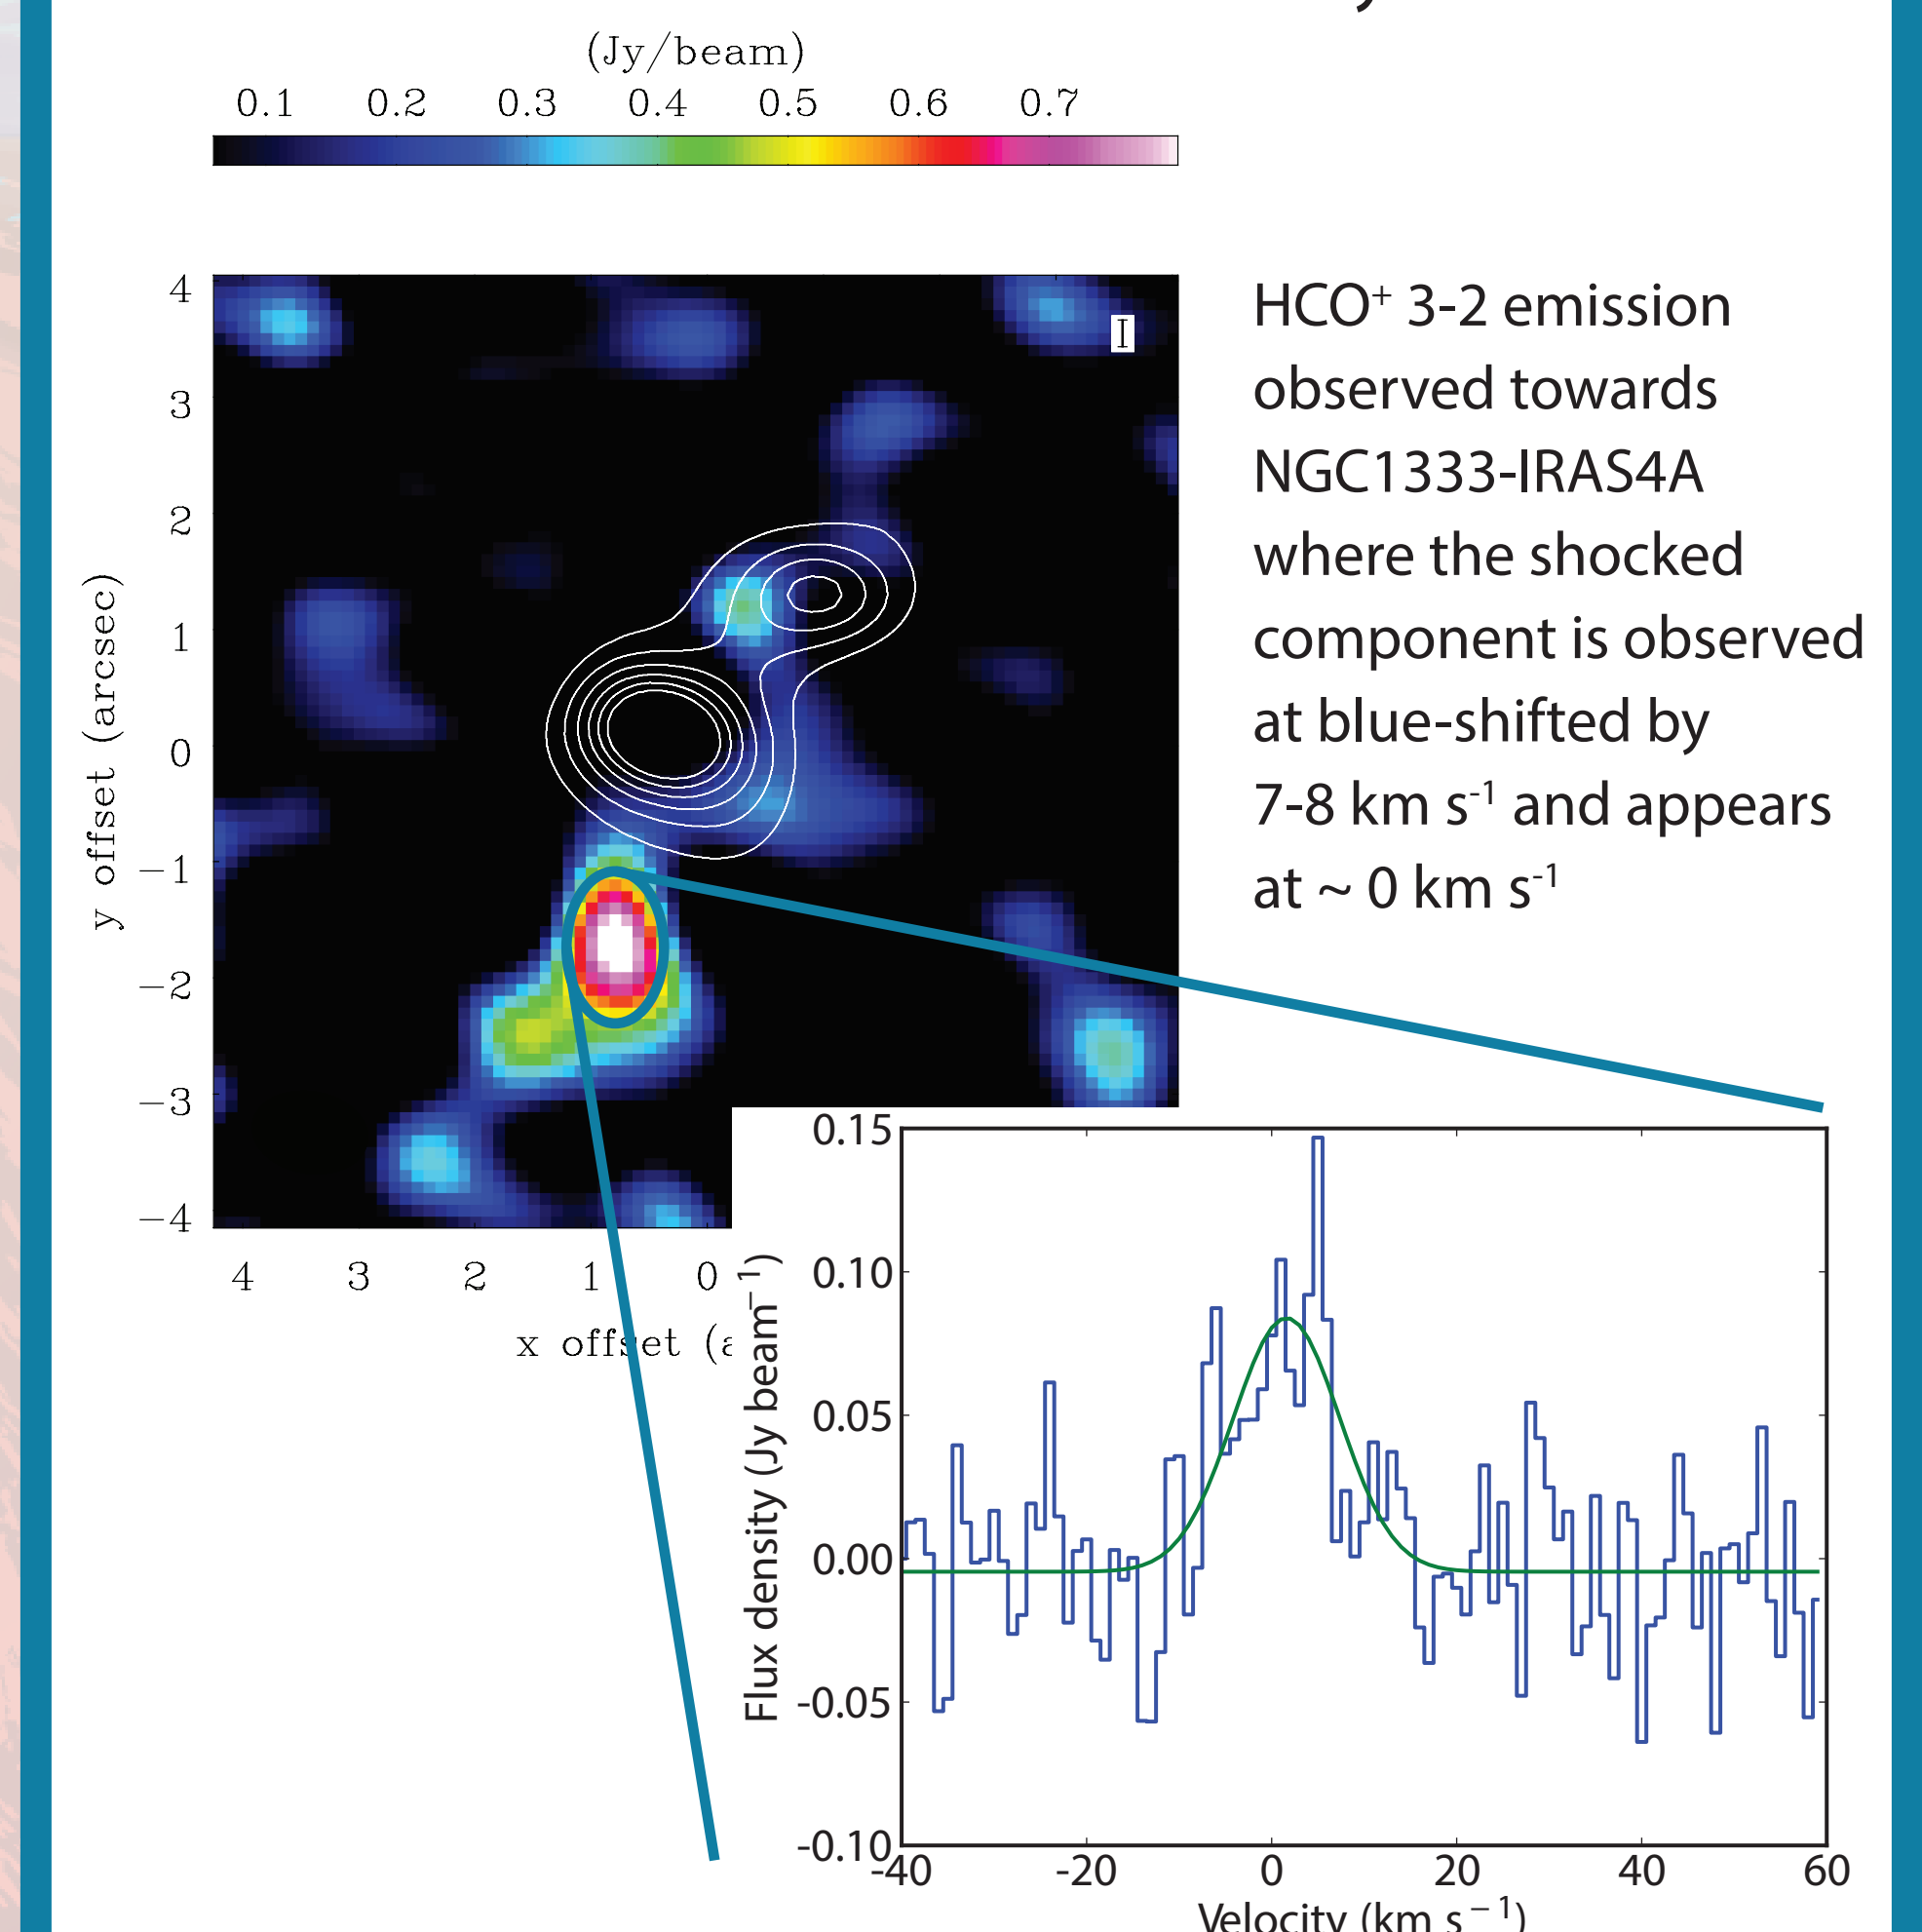 (Jy/beam)
0.1 0.2 0.3 0.4 0.5 0.6 0.7
4
3
2
1
0
−1
−2
−3
−4
y offset (arcsec)
I
4 3 2 1 0
x offset (a
HCO⁺ 3-2 emission
observed towards
NGC1333-IRAS4A
where the shocked
component is observed
at blue-shifted by
7-8 km s⁻¹ and appears
at ~ 0 km s⁻¹
0.15
0.10
0.05
0.00
-0.05
-0.10
Flux density (Jy beam⁻¹)
-40 -20 0 20 40 60
Velocity (km s⁻¹)